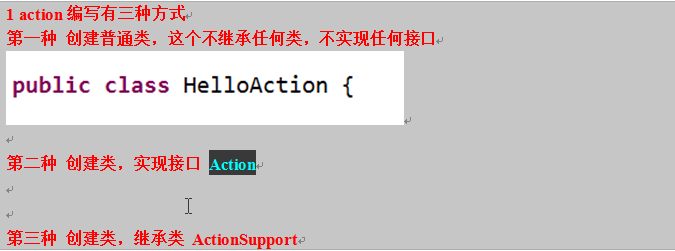 1 action 编写有三种方式
第一种 创建普通类，这个不继承任何类，不实现任何接口
public class HelloAction {
第二种 创建类，实现接口 Action
第三种 创建类，继承类 ActionSupport